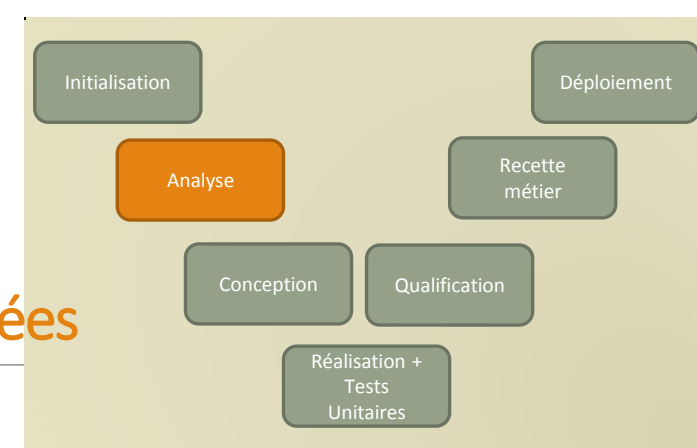 Initialisation
Déploiement
Analyse
Recette
métier
Conception
Qualification
ées
Réalisation +
Tests
Unitaires